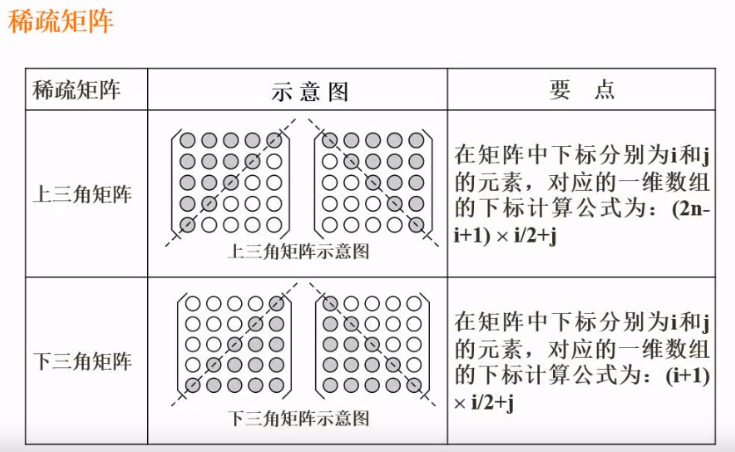 稀疏矩阵
稀疏矩阵
示 意 图
要 点
上三角矩阵
上三角矩阵示意图
在矩阵中下标分别为i和j
的元素，对应的一维数组
的下标计算公式为：(2n-
i+1) × i/2+j
下三角矩阵
下三角矩阵示意图
在矩阵中下标分别为i和j
的元素，对应的一维数组
的下标计算公式为：(i+1)
× i/2+j